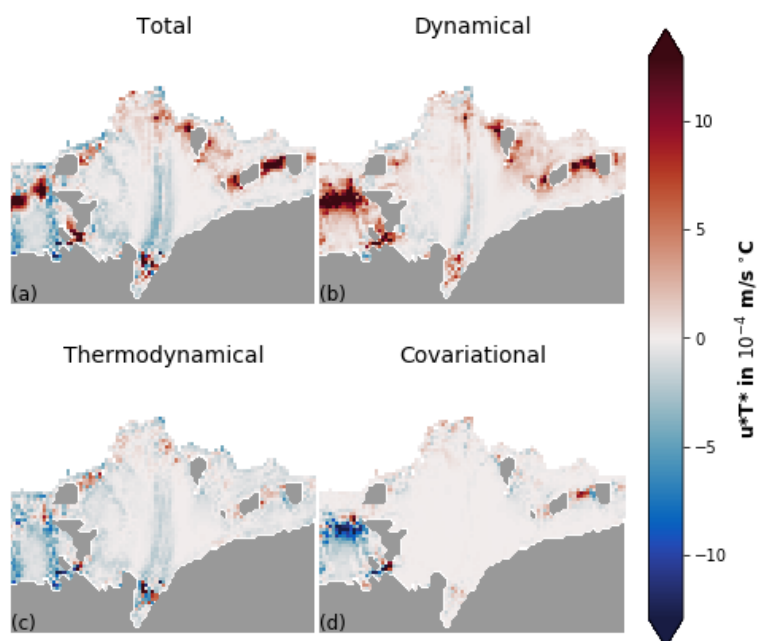 Total
Dynamical
(a)
(b)
Thermodynamical
Covariational
(c)
(d)
10
5
0
−5
−10
u*T* in 10⁻⁴ m/s °C